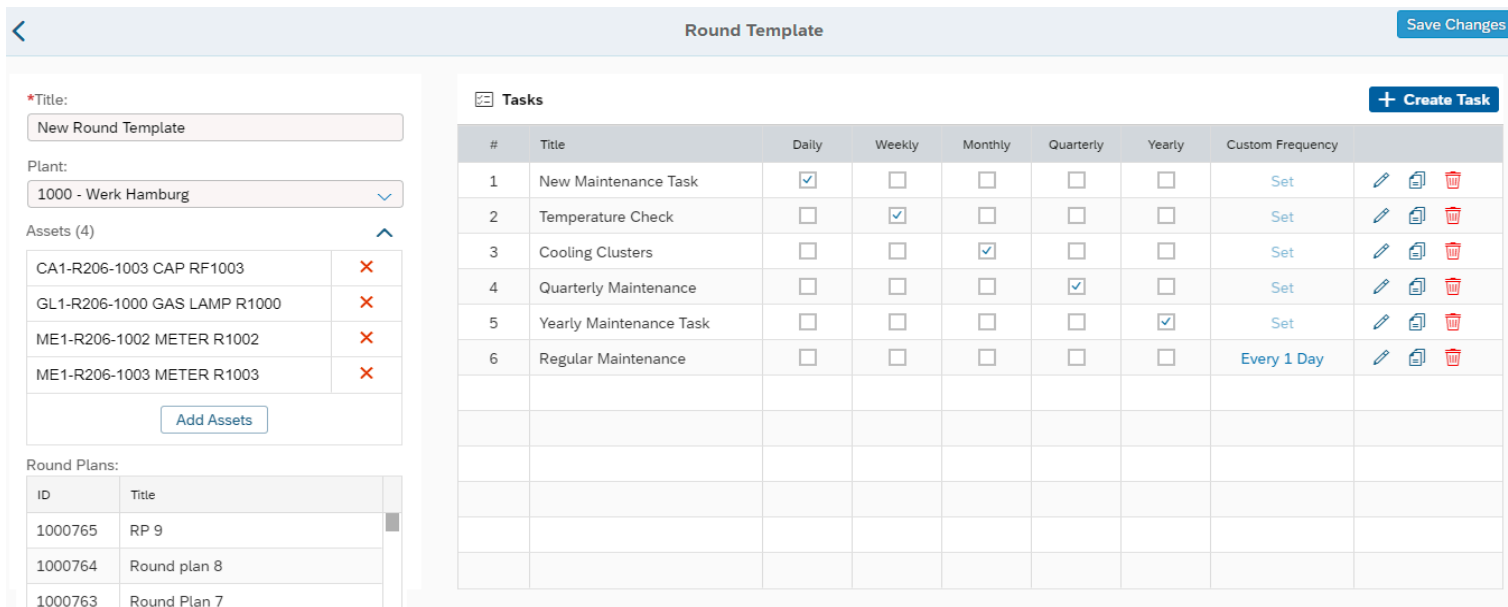 Round Template
Save Changes
*Title:
New Round Template
Plant:
1000 - Werk Hamburg
Assets (4)
CA1-R206-1003 CAP RF1003
GL1-R206-1000 GAS LAMP R1000
ME1-R206-1002 METER R1002
ME1-R206-1003 METER R1003
Add Assets
Round Plans:
ID Title
1000765 RP 9
1000764 Round plan 8
1000763 Round Plan 7
Tasks
+ Create Task
# Title Daily Weekly Monthly Quarterly Yearly Custom Frequency
1 New Maintenance Task Set
2 Temperature Check Set
3 Cooling Clusters Set
4 Quarterly Maintenance Set
5 Yearly Maintenance Task Set
6 Regular Maintenance Every 1 Day